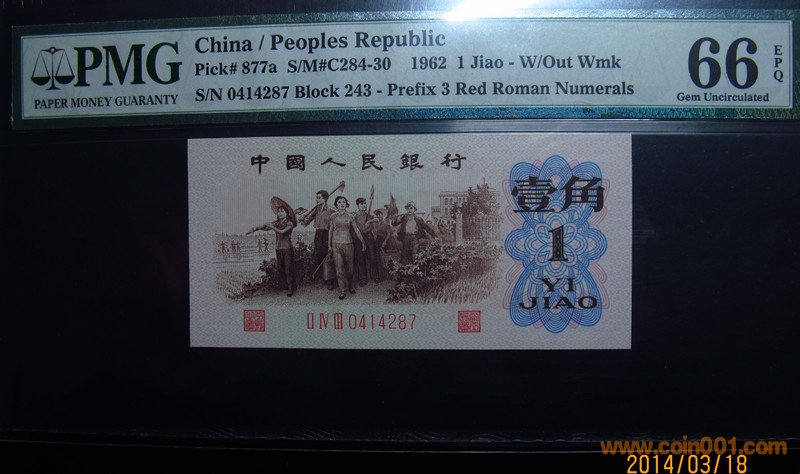 PMG
PAPER MONEY GUARANTY
China / Peoples Republic
Pick# 877a S/M#C284-30 1962 1 Jiao - W/Out Wmk
S/N 0414287 Block 243 - Prefix 3 Red Roman Numerals
66
EPQ
Gem Uncirculated
中國人民銀行
壹角
1
YI
JIAO
Ⅱ Ⅳ Ⅲ 0414287
www.coin001.com
2014/03/18